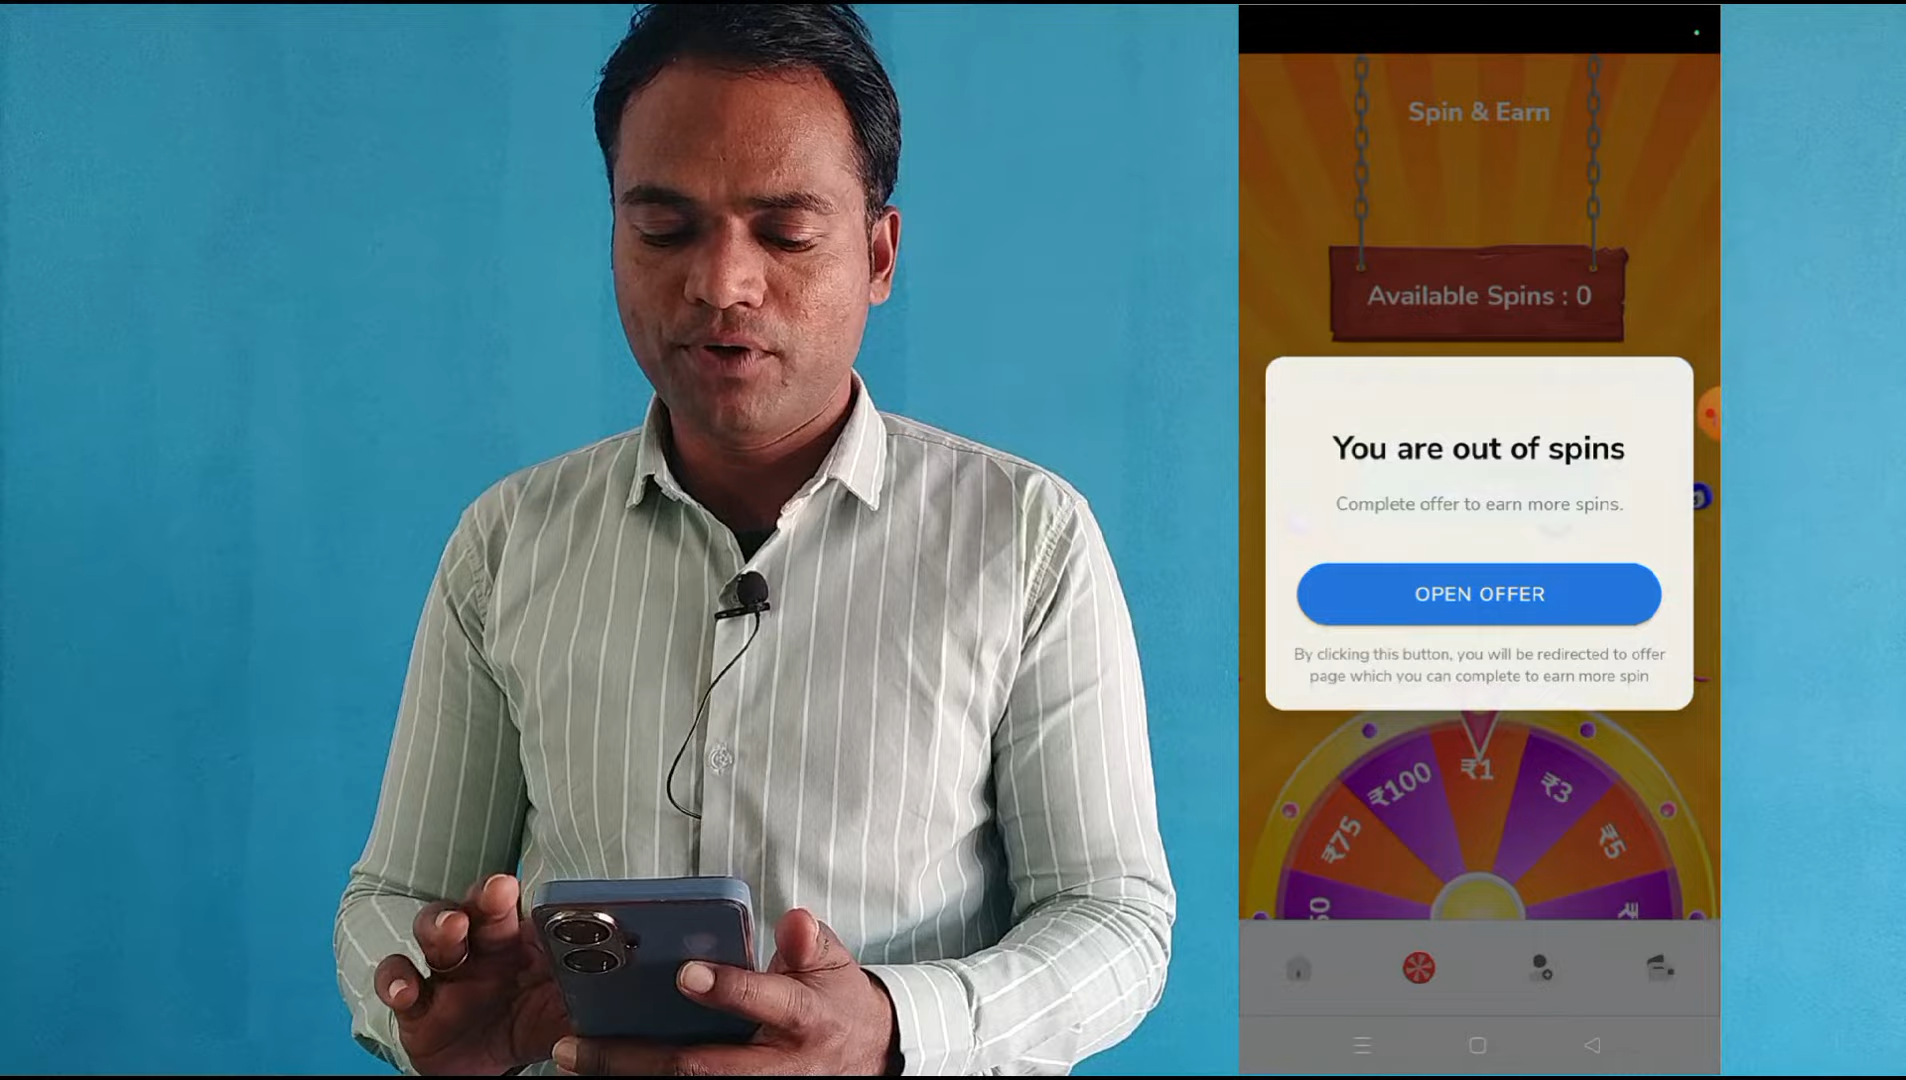 Spin & Earn
Available Spins : 0
You are out of spins
Complete offer to earn more spins.
OPEN OFFER
By clicking this button, you will be redirected to offer
page which you can complete to earn more spin
₹1
₹100
₹3
₹75
₹5